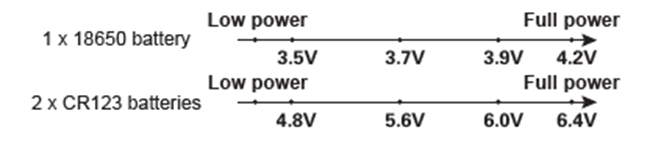 Low power Full power
1 x 18650 battery
3.5V 3.7V 3.9V 4.2V
Low power Full power
2 x CR123 batteries
4.8V 5.6V 6.0V 6.4V